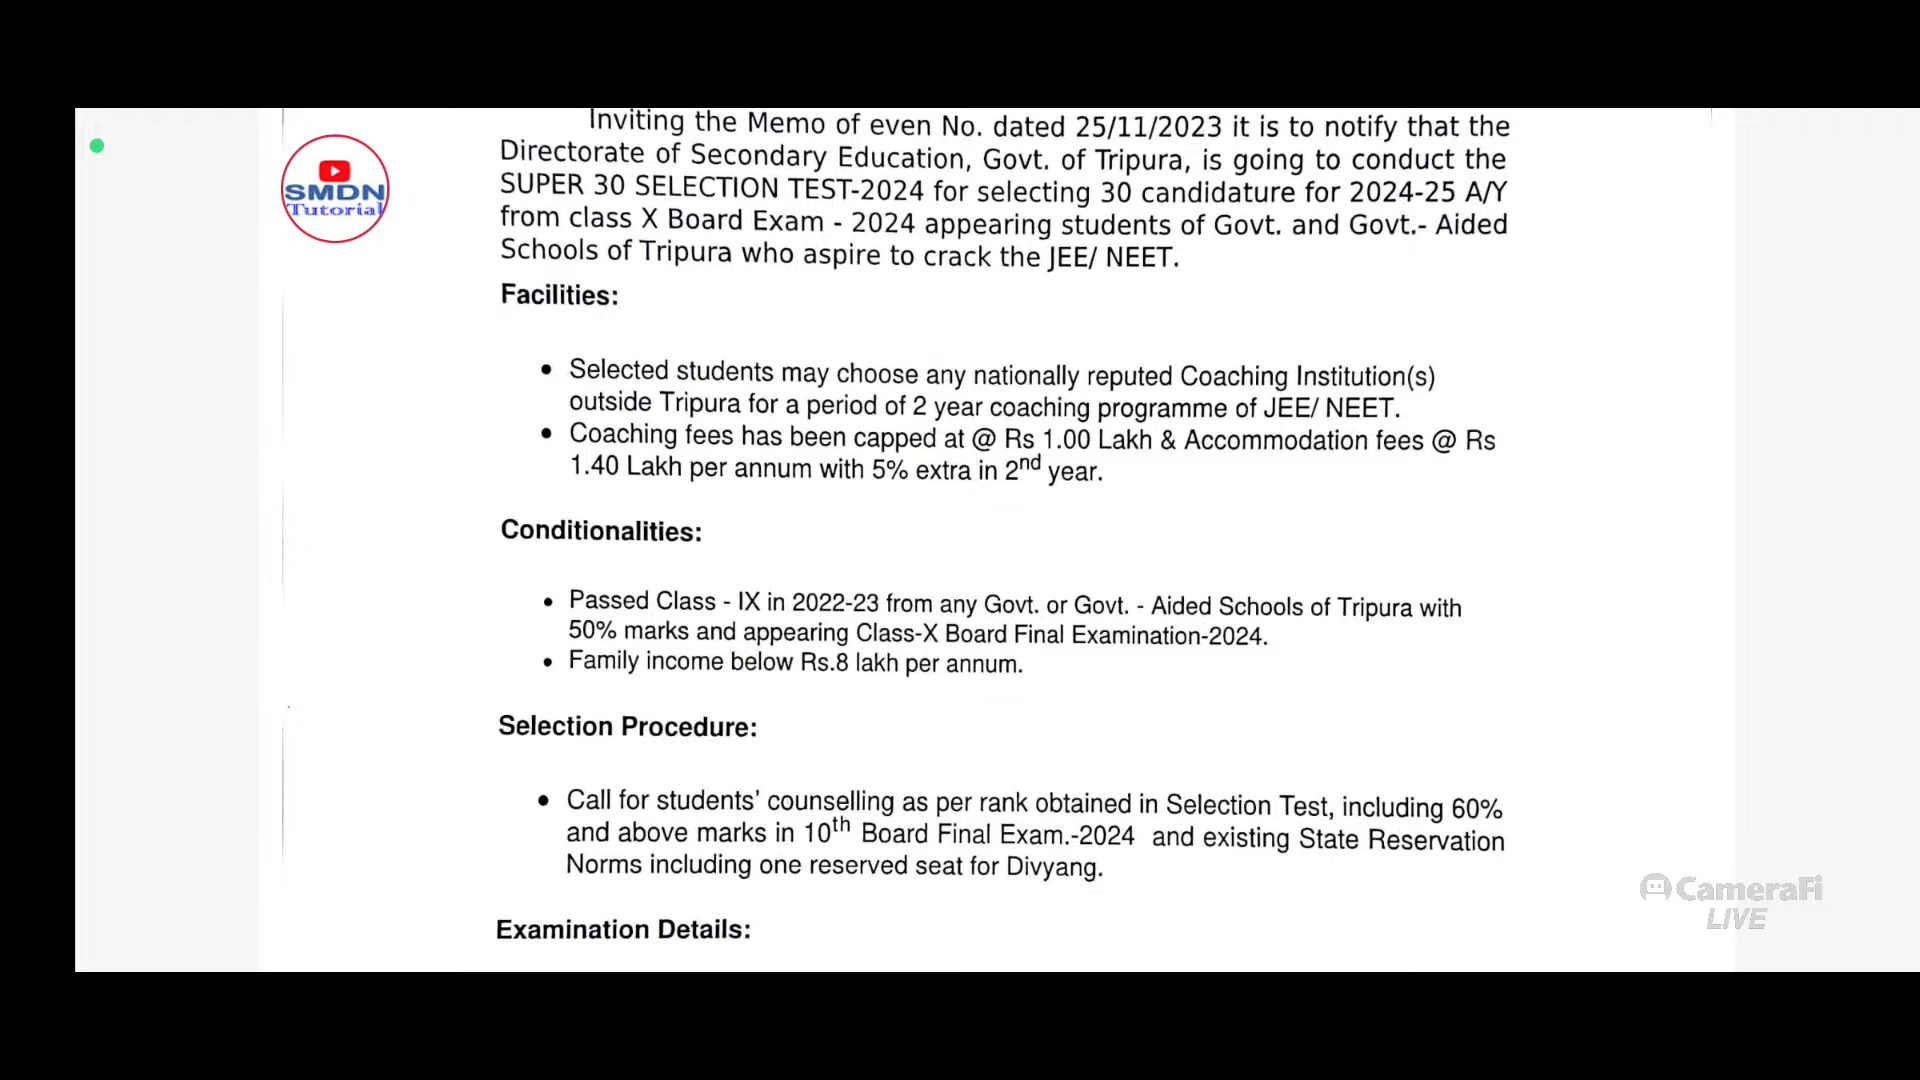 SMDN
Tutorial
Inviting the Memo of even No. dated 25/11/2023 it is to notify that the
Directorate of Secondary Education, Govt. of Tripura, is going to conduct the
SUPER 30 SELECTION TEST-2024 for selecting 30 candidature for 2024-25 A/Y
from class X Board Exam - 2024 appearing students of Govt. and Govt.- Aided
Schools of Tripura who aspire to crack the JEE/ NEET.
Facilities:
• Selected students may choose any nationally reputed Coaching Institution(s)
outside Tripura for a period of 2 year coaching programme of JEE/ NEET.
• Coaching fees has been capped at @ Rs 1.00 Lakh & Accommodation fees @ Rs
1.40 Lakh per annum with 5% extra in 2nd year.
Conditionalities:
• Passed Class - IX in 2022-23 from any Govt. or Govt. - Aided Schools of Tripura with
50% marks and appearing Class-X Board Final Examination-2024.
• Family income below Rs.8 lakh per annum.
Selection Procedure:
• Call for students' counselling as per rank obtained in Selection Test, including 60%
and above marks in 10th Board Final Exam.-2024 and existing State Reservation
Norms including one reserved seat for Divyang.
Examination Details:
CameraFi
LIVE